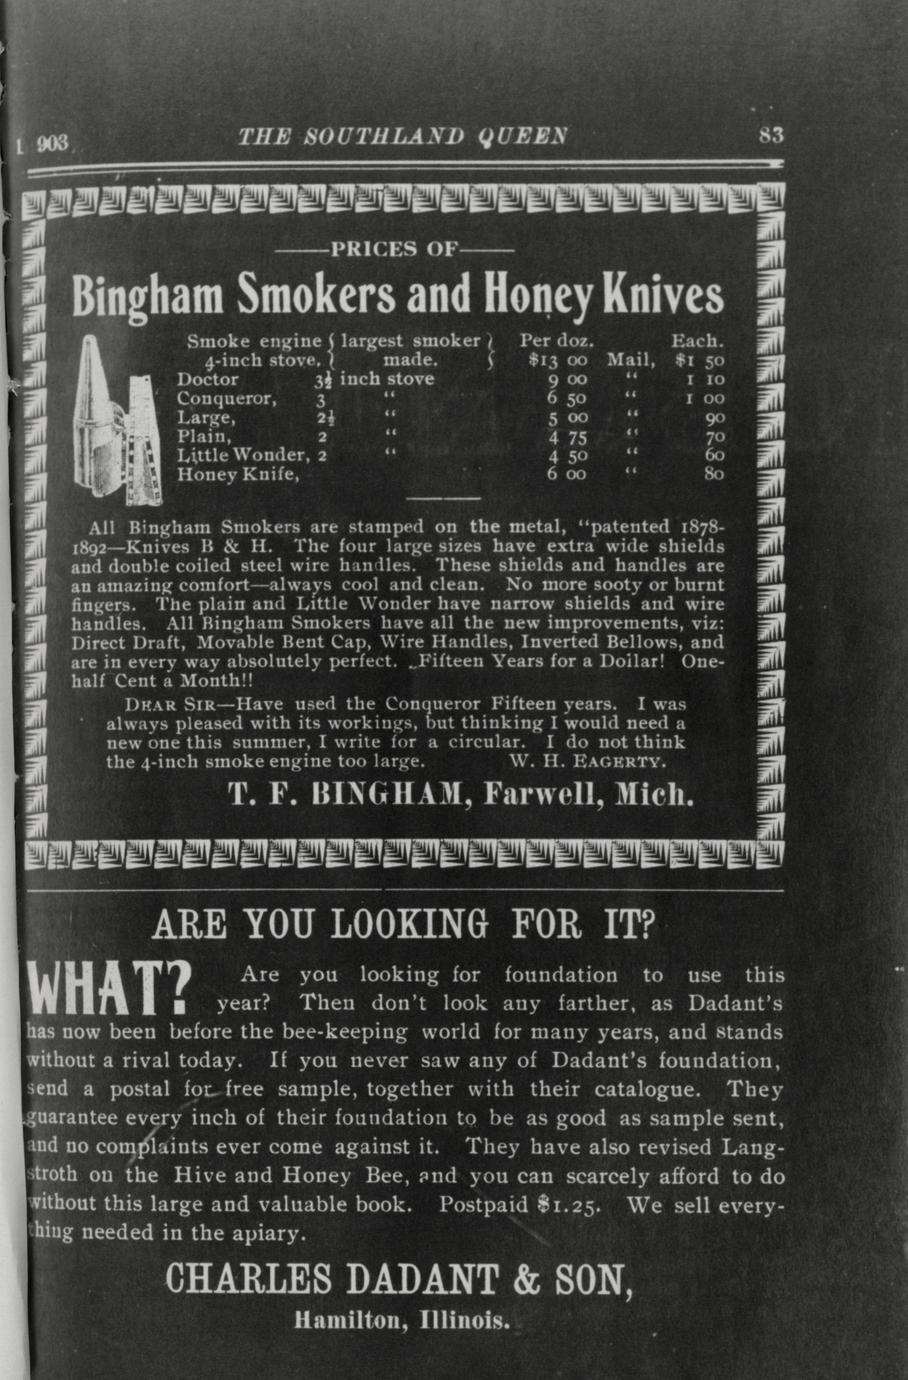 1903 THE SOUTHLAND QUEEN 83
——PRICES OF——
Bingham Smokers and Honey Knives
Smoke engine { largest smoker } Per doz. Each.
4-inch stove. { made. } $13 00 Mail, $1 50
Doctor 3½ inch stove 9 00 “ 1 10
Conqueror, 3 “ 6 50 “ 1 00
Large, 2½ “ 5 00 “ 90
Plain, 2 “ 4 75 “ 70
Little Wonder, 2 “ 4 50 “ 60
Honey Knife, 6 00 “ 80
All Bingham Smokers are stamped on the metal, “patented 1878-
1892—Knives B & H. The four large sizes have extra wide shields
and double coiled steel wire handles. These shields and handles are
an amazing comfort—always cool and clean. No more sooty or burnt
fingers. The plain and Little Wonder have narrow shields and wire
handles. All Bingham Smokers have all the new improvements, viz:
Direct Draft, Movable Bent Cap, Wire Handles, Inverted Bellows, and
are in every way absolutely perfect. Fifteen Years for a Doilar! One-
half Cent a Month!!
DEAR SIR—Have used the Conqueror Fifteen years. I was
always pleased with its workings, but thinking I would need a
new one this summer, I write for a circular. I do not think
the 4-inch smoke engine too large. W. H. EAGERTY.
T. F. BINGHAM, Farwell, Mich.
ARE YOU LOOKING FOR IT?
WHAT? Are you looking for foundation to use this
year? Then don't look any farther, as Dadant's
has now been before the bee-keeping world for many years, and stands
without a rival today. If you never saw any of Dadant's foundation,
send a postal for free sample, together with their catalogue. They
guarantee every inch of their foundation to be as good as sample sent,
and no complaints ever come against it. They have also revised Lang-
stroth on the Hive and Honey Bee, and you can scarcely afford to do
without this large and valuable book. Postpaid $1.25. We sell every-
thing needed in the apiary.
CHARLES DADANT & SON,
Hamilton, Illinois.